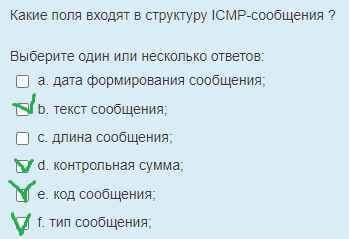 Какие поля входят в структуру ICMP-сообщения ?
Выберите один или несколько ответов:
a. дата формирования сообщения;
b. текст сообщения;
c. длина сообщения;
d. контрольная сумма;
e. код сообщения;
f. тип сообщения;